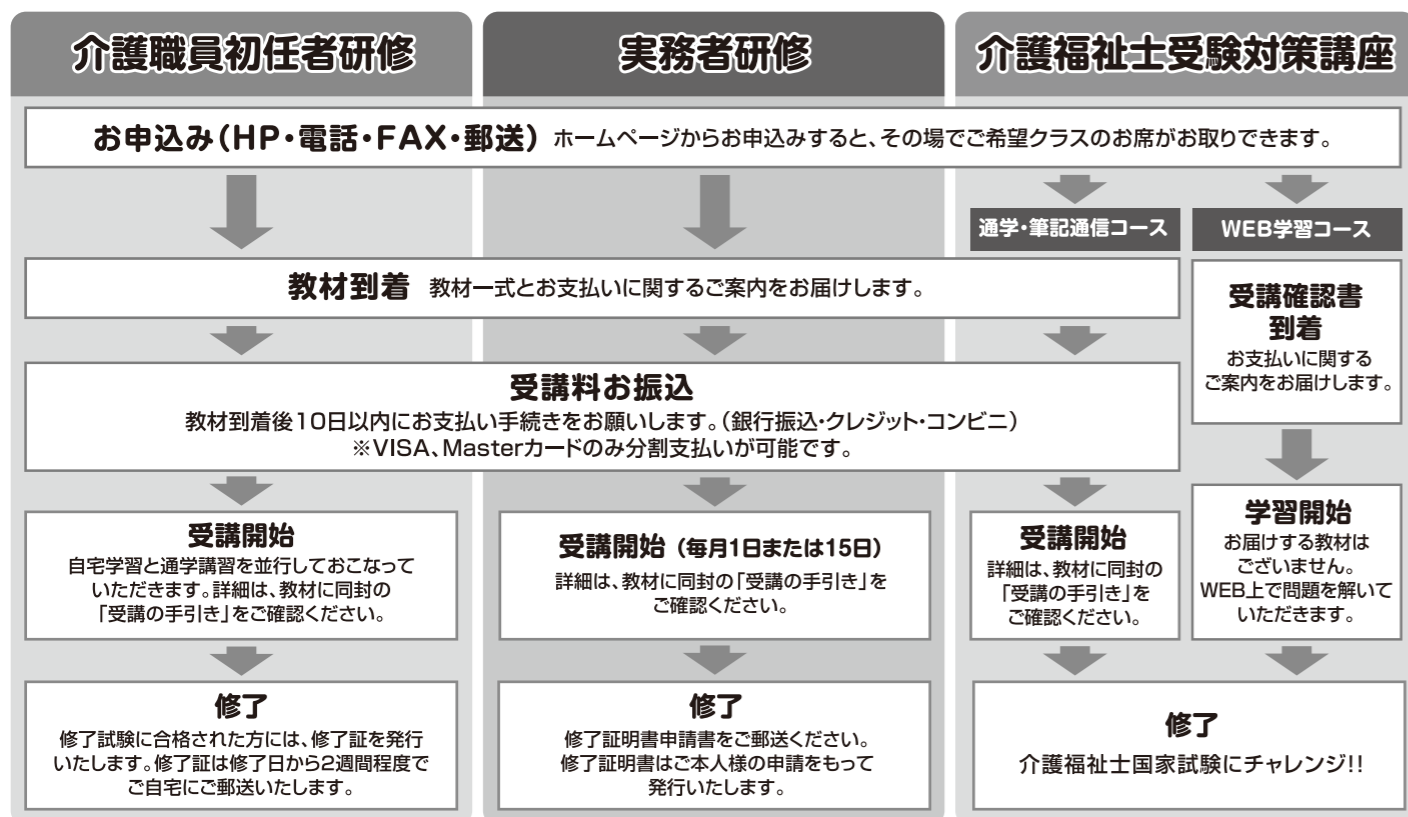 介護職員初任者研修
実務者研修
介護福祉士受験対策講座
お申込み(HP・電話・FAX・郵送) ホームページからお申込みすると、その場でご希望クラスのお席がお取りできます。
通学・筆記通信コース
WEB学習コース
教材到着 教材一式とお支払いに関するご案内をお届けします。
受講確認書
到着
お支払いに関する
ご案内をお届けします。
受講料お振込
教材到着後10日以内にお支払い手続きをお願いします。(銀行振込・クレジット・コンビニ)
※VISA、Masterカードのみ分割支払いが可能です。
受講開始
自宅学習と通学講習を並行しておこなって
いただきます。詳細は、教材に同封の
「受講の手引き」をご確認ください。
受講開始(毎月1日または15日)
詳細は、教材に同封の「受講の手引き」を
ご確認ください。
受講開始
詳細は、教材に同封の
「受講の手引き」を
ご確認ください。
学習開始
お届けする教材は
ございません。
WEB上で問題を解いて
いただきます。
修了
修了試験に合格された方には、修了証を発行
いたします。修了証は修了日から2週間程度で
ご自宅にご郵送いたします。
修了
修了証明書申請書をご郵送ください。
修了証明書はご本人様の申請をもって
発行いたします。
修了
介護福祉士国家試験にチャレンジ!!